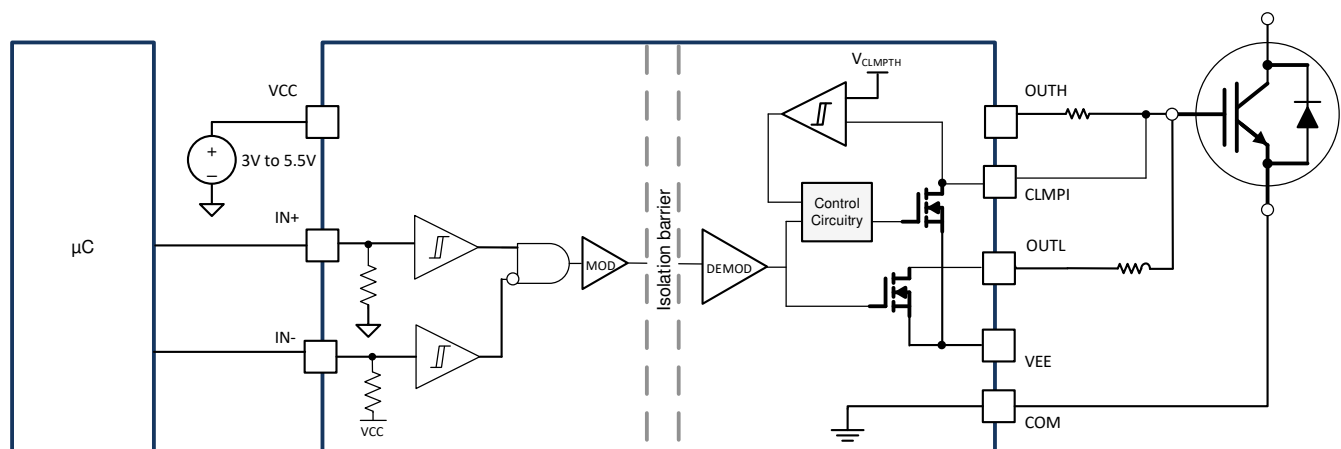 μC
VCC
+
−
3V to 5.5V
IN+
IN-
VCC
MOD
Isolation barrier
DEMOD
VCLMPTH
Control
Circuitry
OUTH
CLMPI
OUTL
VEE
COM